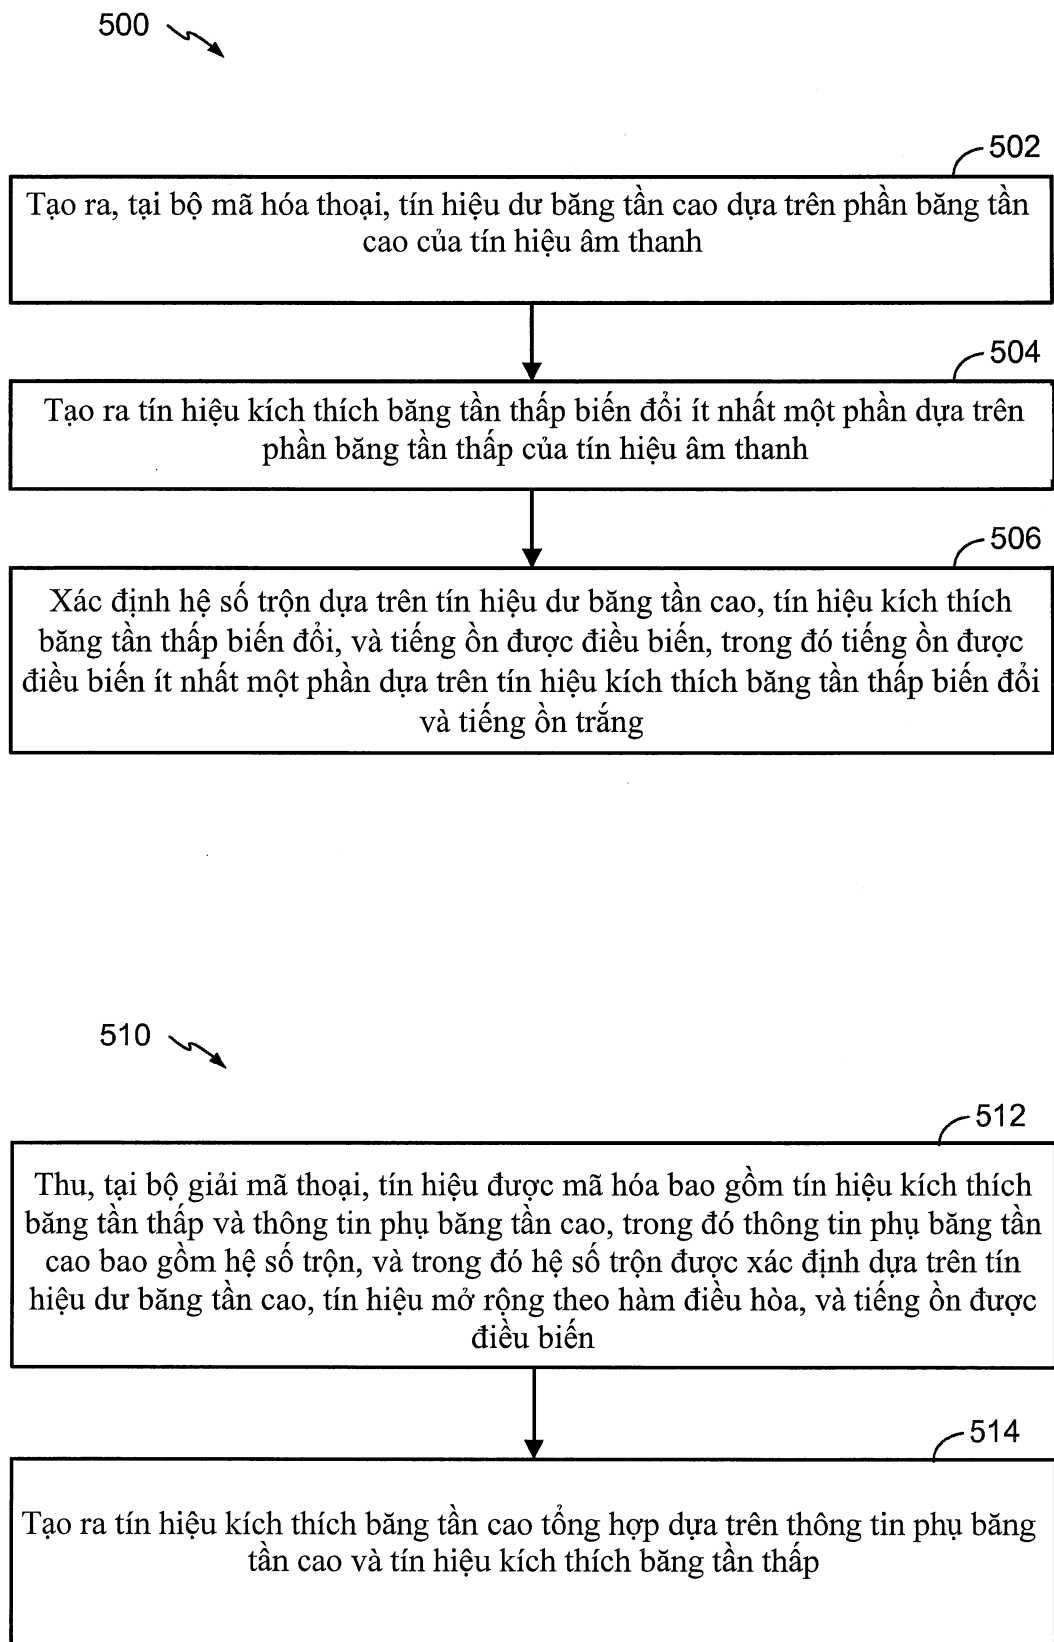 500
502
Tạo ra, tại bộ mã hóa thoại, tín hiệu dư băng tần cao dựa trên phần băng tần
cao của tín hiệu âm thanh
504
Tạo ra tín hiệu kích thích băng tần thấp biến đổi ít nhất một phần dựa trên
phần băng tần thấp của tín hiệu âm thanh
506
Xác định hệ số trộn dựa trên tín hiệu dư băng tần cao, tín hiệu kích thích
băng tần thấp biến đổi, và tiếng ồn được điều biến, trong đó tiếng ồn được
điều biến ít nhất một phần dựa trên tín hiệu kích thích băng tần thấp biến đổi
và tiếng ồn trắng
510
512
Thu, tại bộ giải mã thoại, tín hiệu được mã hóa bao gồm tín hiệu kích thích
băng tần thấp và thông tin phụ băng tần cao, trong đó thông tin phụ băng tần
cao bao gồm hệ số trộn, và trong đó hệ số trộn được xác định dựa trên tín
hiệu dư băng tần cao, tín hiệu mở rộng theo hàm điều hòa, và tiếng ồn được
điều biến
514
Tạo ra tín hiệu kích thích băng tần cao tổng hợp dựa trên thông tin phụ băng
tần cao và tín hiệu kích thích băng tần thấp